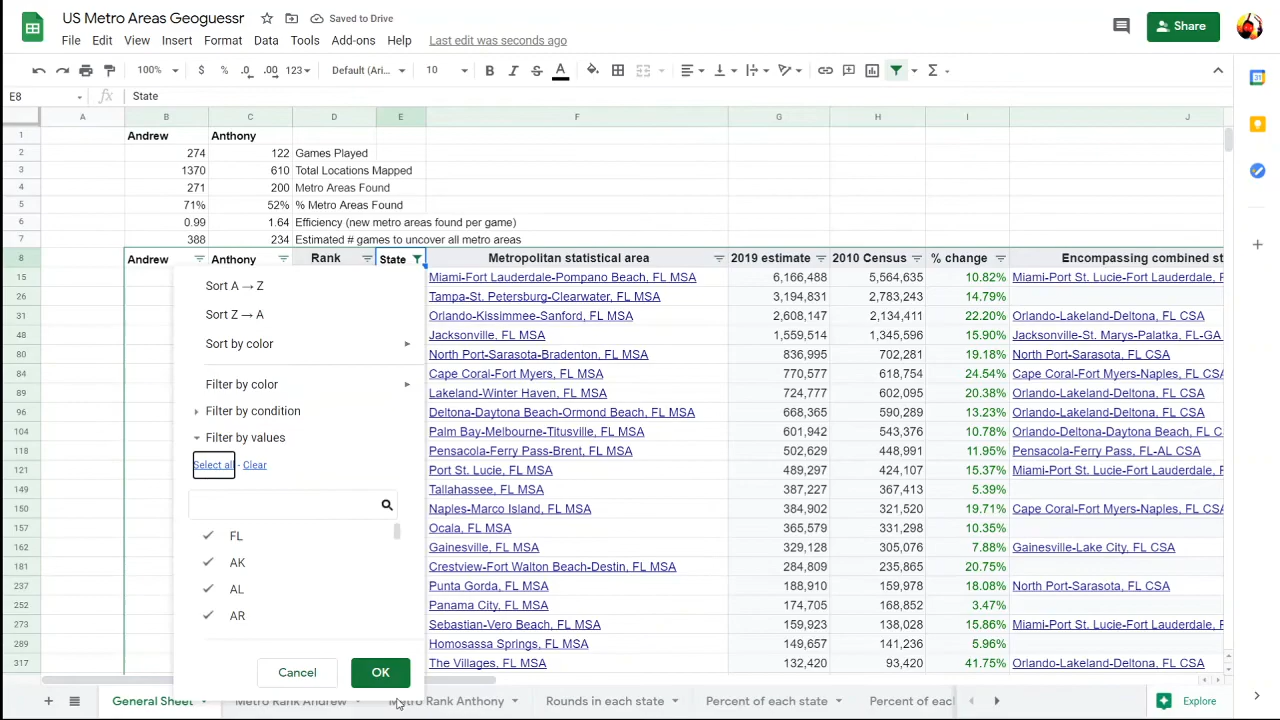 US Metro Areas Geoguessr Saved to Drive
File Edit View Insert Format Data Tools Add-ons Help Last edit was seconds ago
Share
100% $ % .0 .00 123 Default (Ari... 10 B I S A Σ
E8 fx State
A B C D E F G H I J
1 Andrew Anthony
2 274 122 Games Played
3 1370 610 Total Locations Mapped
4 271 200 Metro Areas Found
5 71% 52% % Metro Areas Found
6 0.99 1.64 Efficiency (new metro areas found per game)
7 388 234 Estimated # games to uncover all metro areas
8 Andrew Anthony Rank State Metropolitan statistical area 2019 estimate 2010 Census % change Encompassing combined st
15 Miami-Fort Lauderdale-Pompano Beach, FL MSA 6,166,488 5,564,635 10.82% Miami-Port St. Lucie-Fort Lauderdale, F
26 Tampa-St. Petersburg-Clearwater, FL MSA 3,194,831 2,783,243 14.79%
31 Orlando-Kissimmee-Sanford, FL MSA 2,608,147 2,134,411 22.20% Orlando-Lakeland-Deltona, FL CSA
48 Jacksonville, FL MSA 1,559,514 1,345,596 15.90% Jacksonville-St. Marys-Palatka, FL-GA
80 North Port-Sarasota-Bradenton, FL MSA 836,995 702,281 19.18% North Port-Sarasota, FL CSA
84 Cape Coral-Fort Myers, FL MSA 770,577 618,754 24.54% Cape Coral-Fort Myers-Naples, FL CSA
89 Lakeland-Winter Haven, FL MSA 724,777 602,095 20.38% Orlando-Lakeland-Deltona, FL CSA
96 Deltona-Daytona Beach-Ormond Beach, FL MSA 668,365 590,289 13.23% Orlando-Lakeland-Deltona, FL CSA
104 Palm Bay-Melbourne-Titusville, FL MSA 601,942 543,376 10.78% Orlando-Deltona-Daytona Beach, FL C
118 Pensacola-Ferry Pass-Brent, FL MSA 502,629 448,991 11.95% Pensacola-Ferry Pass, FL-AL CSA
121 Port St. Lucie, FL MSA 489,297 424,107 15.37% Miami-Port St. Lucie-Fort Lauderdale, F
149 Tallahassee, FL MSA 387,227 367,413 5.39%
150 Naples-Marco Island, FL MSA 384,902 321,520 19.71% Cape Coral-Fort Myers-Naples, FL CSA
157 Ocala, FL MSA 365,579 331,298 10.35%
162 Gainesville, FL MSA 329,128 305,076 7.88% Gainesville-Lake City, FL CSA
181 Crestview-Fort Walton Beach-Destin, FL MSA 284,809 235,865 20.75%
237 Punta Gorda, FL MSA 188,910 159,978 18.08% North Port-Sarasota, FL CSA
252 Panama City, FL MSA 174,705 168,852 3.47%
273 Sebastian-Vero Beach, FL MSA 159,923 138,028 15.86% Miami-Port St. Lucie-Fort Lauderdale, F
289 Homosassa Springs, FL MSA 149,657 141,236 5.96%
317 The Villages, FL MSA 132,420 93,420 41.75% Orlando-Lakeland-Deltona, FL CSA
Sort A → Z
Sort Z → A
Sort by color
Filter by color
Filter by condition
Filter by values
Select all - Clear
FL
AK
AL
AR
Cancel OK
General Sheet Metro Rank Andrew Metro Rank Anthony Rounds in each state Percent of each state Percent of eacl Explore